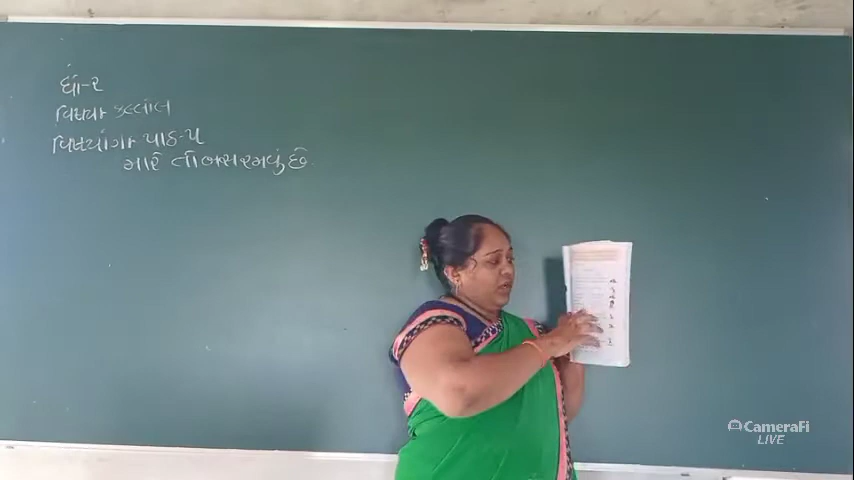 ધો-૨
વિષય કલ્લોલ
વિષયાંગ પાઠ-૫
મારે તો બસ રમવું છે
CameraFi
LIVE